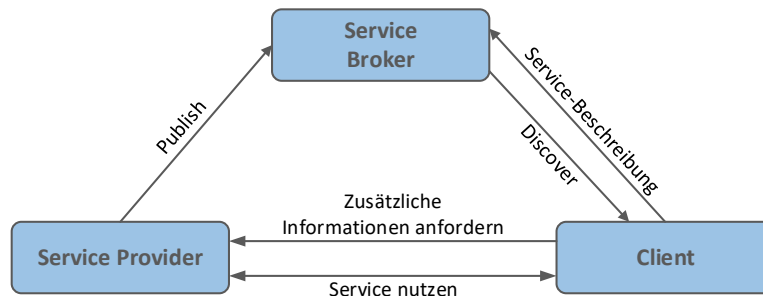 Service
Broker
Publish
Service-Beschreibung
Discover
Zusätzliche
Informationen anfordern
Service Provider
Client
Service nutzen